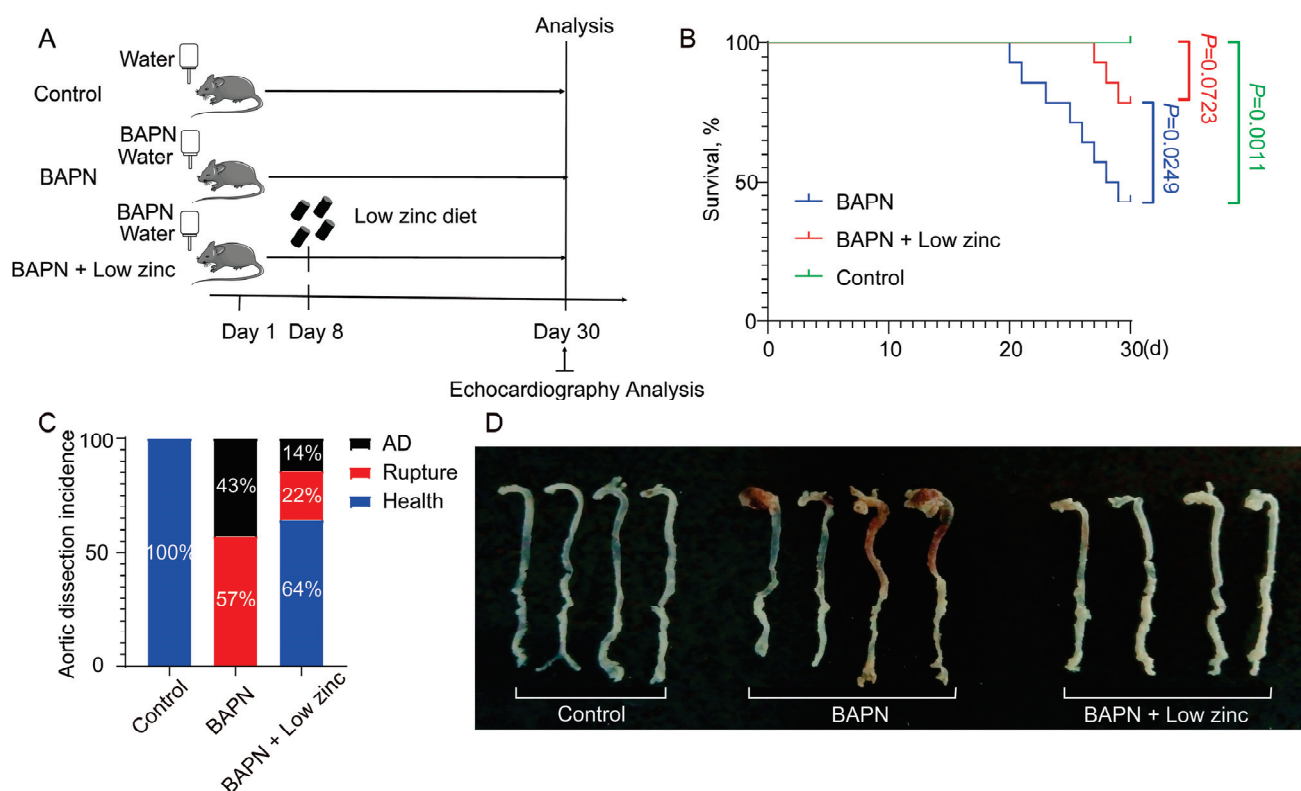 A
Analysis
Water
Control
BAPN
Water
BAPN
BAPN
Water
Low zinc diet
BAPN + Low zinc
Day 1
Day 8
Day 30
Echocardiography Analysis
B
Survival, %
100
50
0
0
10
20
30(d)
BAPN
BAPN + Low zinc
Control
P=0.0723
P=0.0249
P=0.0011
C
Aortic dissection incidence
100
50
0
100%
43%
57%
14%
22%
64%
AD
Rupture
Health
Control
BAPN
BAPN + Low zinc
D
Control
BAPN
BAPN + Low zinc